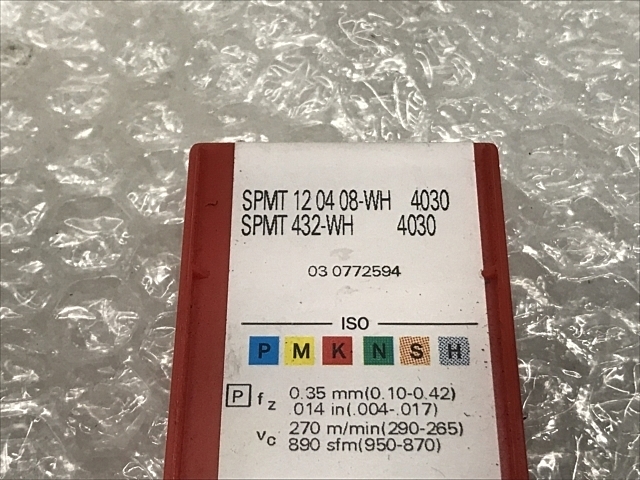 SPMT 12 04 08-WH 4030
SPMT 432-WH 4030
03 0772594
ISO
P M K N S H
P fz 0.35 mm(0.10-0.42)
.014 in(.004-.017)
vc 270 m/min(290-265)
890 sfm(950-870)